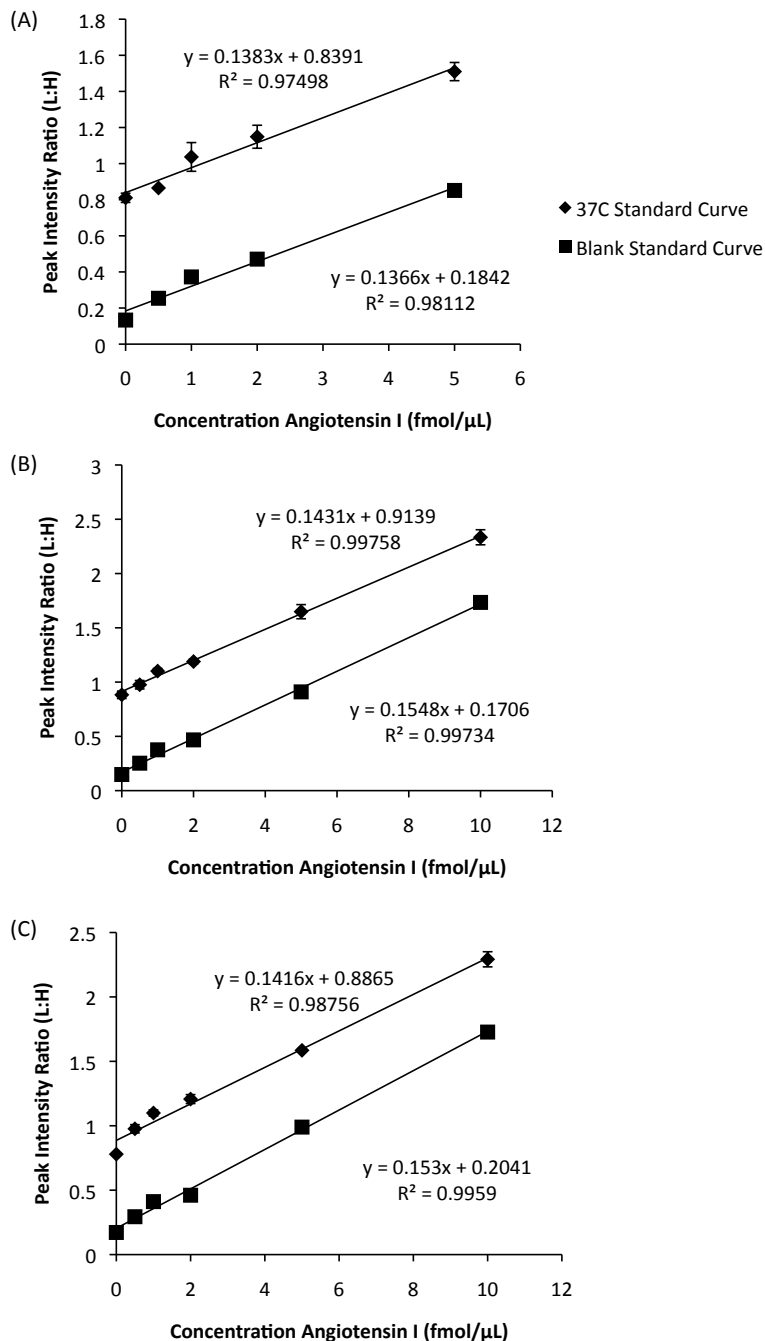 (A)
1.8
1.6
1.4
1.2
1
0.8
0.6
0.4
0.2
0
y = 0.1383x + 0.8391
R² = 0.97498
y = 0.1366x + 0.1842
R² = 0.98112
0 1 2 3 4 5 6
Peak Intensity Ratio (L:H)
Concentration Angiotensin I (fmol/μL)
37C Standard Curve
Blank Standard Curve
(B)
3
2.5
2
1.5
1
0.5
0
y = 0.1431x + 0.9139
R² = 0.99758
y = 0.1548x + 0.1706
R² = 0.99734
0 2 4 6 8 10 12
Peak Intensity Ratio (L:H)
Concentration Angiotensin I (fmol/μL)
(C)
2.5
2
1.5
1
0.5
0
y = 0.1416x + 0.8865
R² = 0.98756
y = 0.153x + 0.2041
R² = 0.9959
0 2 4 6 8 10 12
Peak Intensity Ratio (L:H)
Concentration Angiotensin I (fmol/μL)